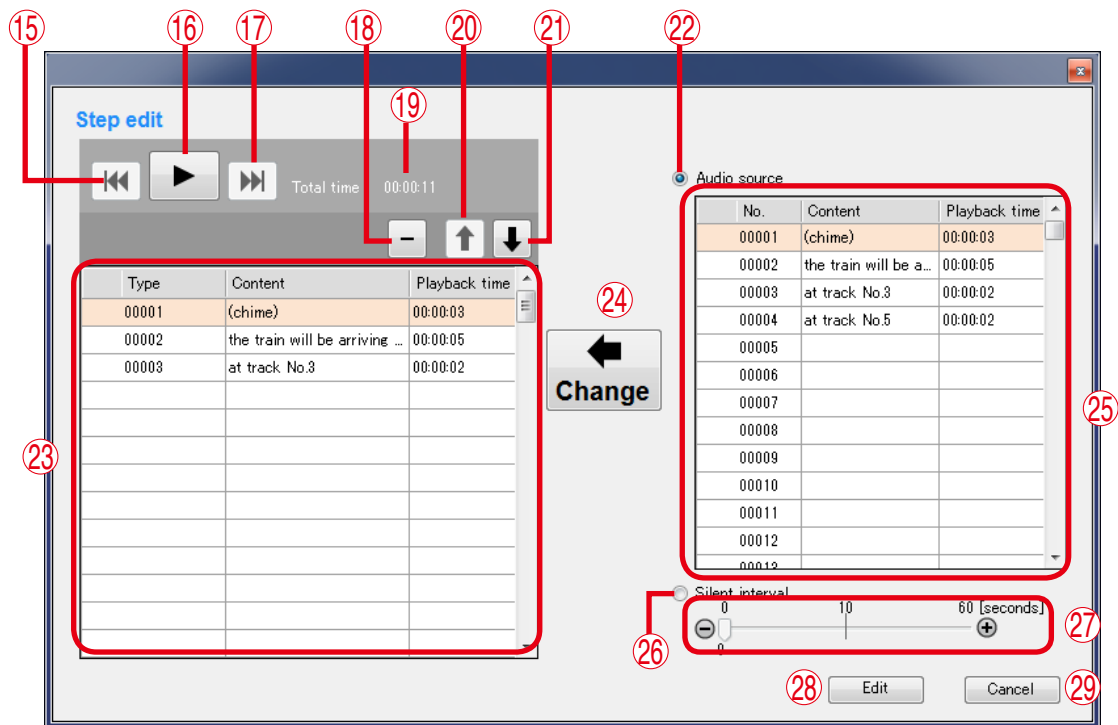 ⑮ ⑯ ⑰ ⑱ ⑳ ㉑ ㉒
Step edit
⑲
Total time 00:00:11
Audio source
No. Content Playback time
00001 (chime) 00:00:03
00002 the train will be a... 00:00:05
00003 at track No.3 00:00:02
00004 at track No.5 00:00:02
00005
00006
00007
00008
00009
00010
00011
00012
00013
㉕
Type Content Playback time
00001 (chime) 00:00:03
00002 the train will be arriving ... 00:00:05
00003 at track No.3 00:00:02
㉓
㉔
Change
Silent interval
0 10 60 [seconds]
0
㉖ ㉗
㉘ Edit Cancel ㉙